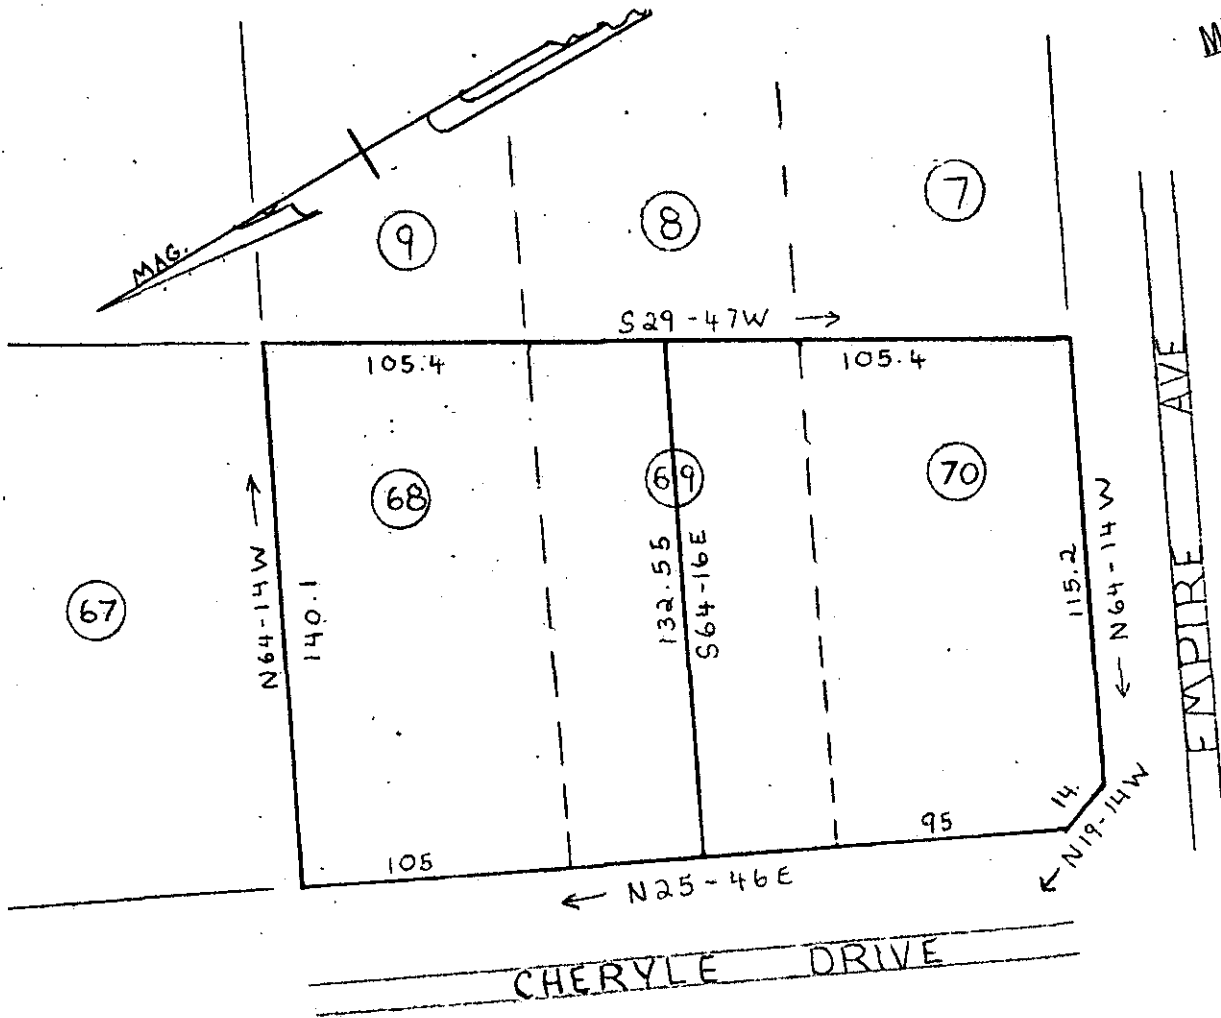 M
MAG.
9
8
7
S29-47W →
105.4
105.4
68
69
70
67
N64-14W →
140.1
132.55
S64-16E
115.2
← N64-14W
EMPIRE AVE
14.
← N19-14W
95
105
← N25-46E
CHERYLE DRIVE